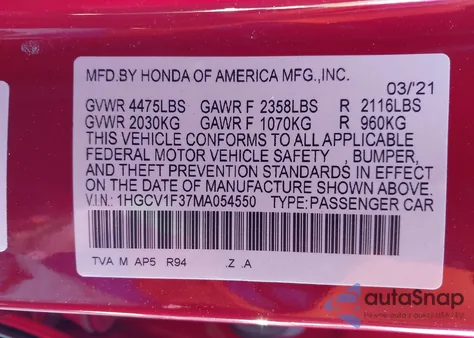 MFD.BY HONDA OF AMERICA MFG.,INC.
03/21
GVWR 4475LBS GAWR F 2358LBS R 2116LBS
GVWR 2030KG GAWR F 1070KG R 960KG
THIS VEHICLE CONFORMS TO ALL APPLICABLE
FEDERAL MOTOR VEHICLE SAFETY , BUMPER,
AND THEFT PREVENTION STANDARDS IN EFFECT
ON THE DATE OF MANUFACTURE SHOWN ABOVE.
VIN: 1HGCV1F37MA054550 TYPE:PASSENGER CAR
TVA M AP5 R94 .Z .A
autoSnap